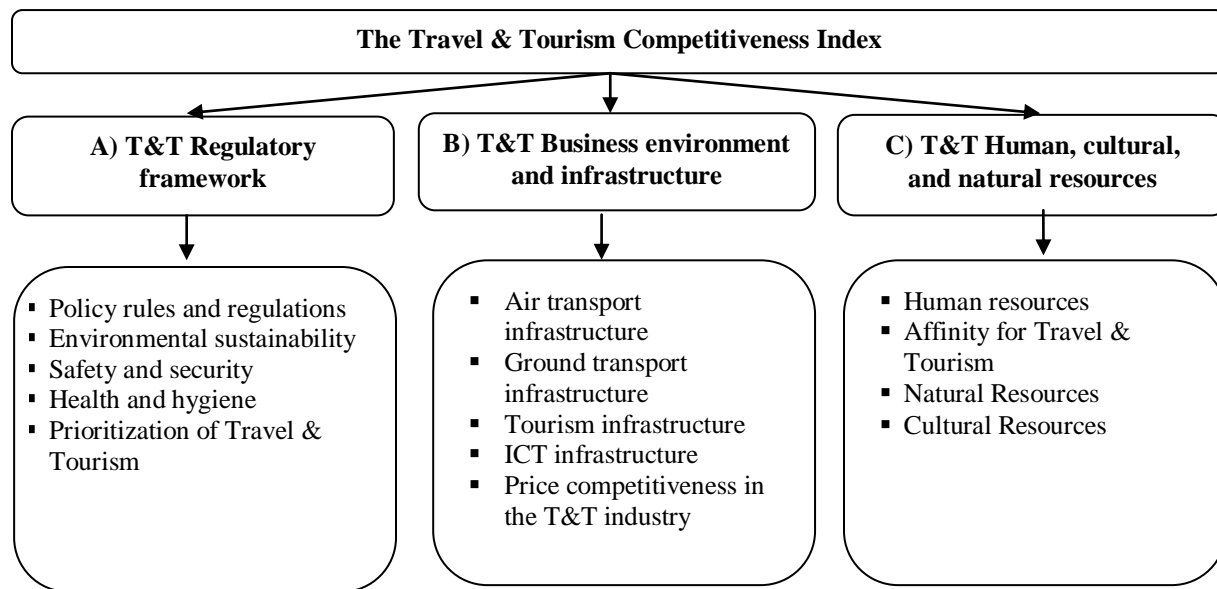 The Travel & Tourism Competitiveness Index
A) T&T Regulatory
framework
B) T&T Business environment
and infrastructure
C) T&T Human, cultural,
and natural resources
▪ Policy rules and regulations
▪ Environmental sustainability
▪ Safety and security
▪ Health and hygiene
▪ Prioritization of Travel &
Tourism
▪ Air transport
infrastructure
▪ Ground transport
infrastructure
▪ Tourism infrastructure
▪ ICT infrastructure
▪ Price competitiveness in
the T&T industry
▪ Human resources
▪ Affinity for Travel &
Tourism
▪ Natural Resources
▪ Cultural Resources